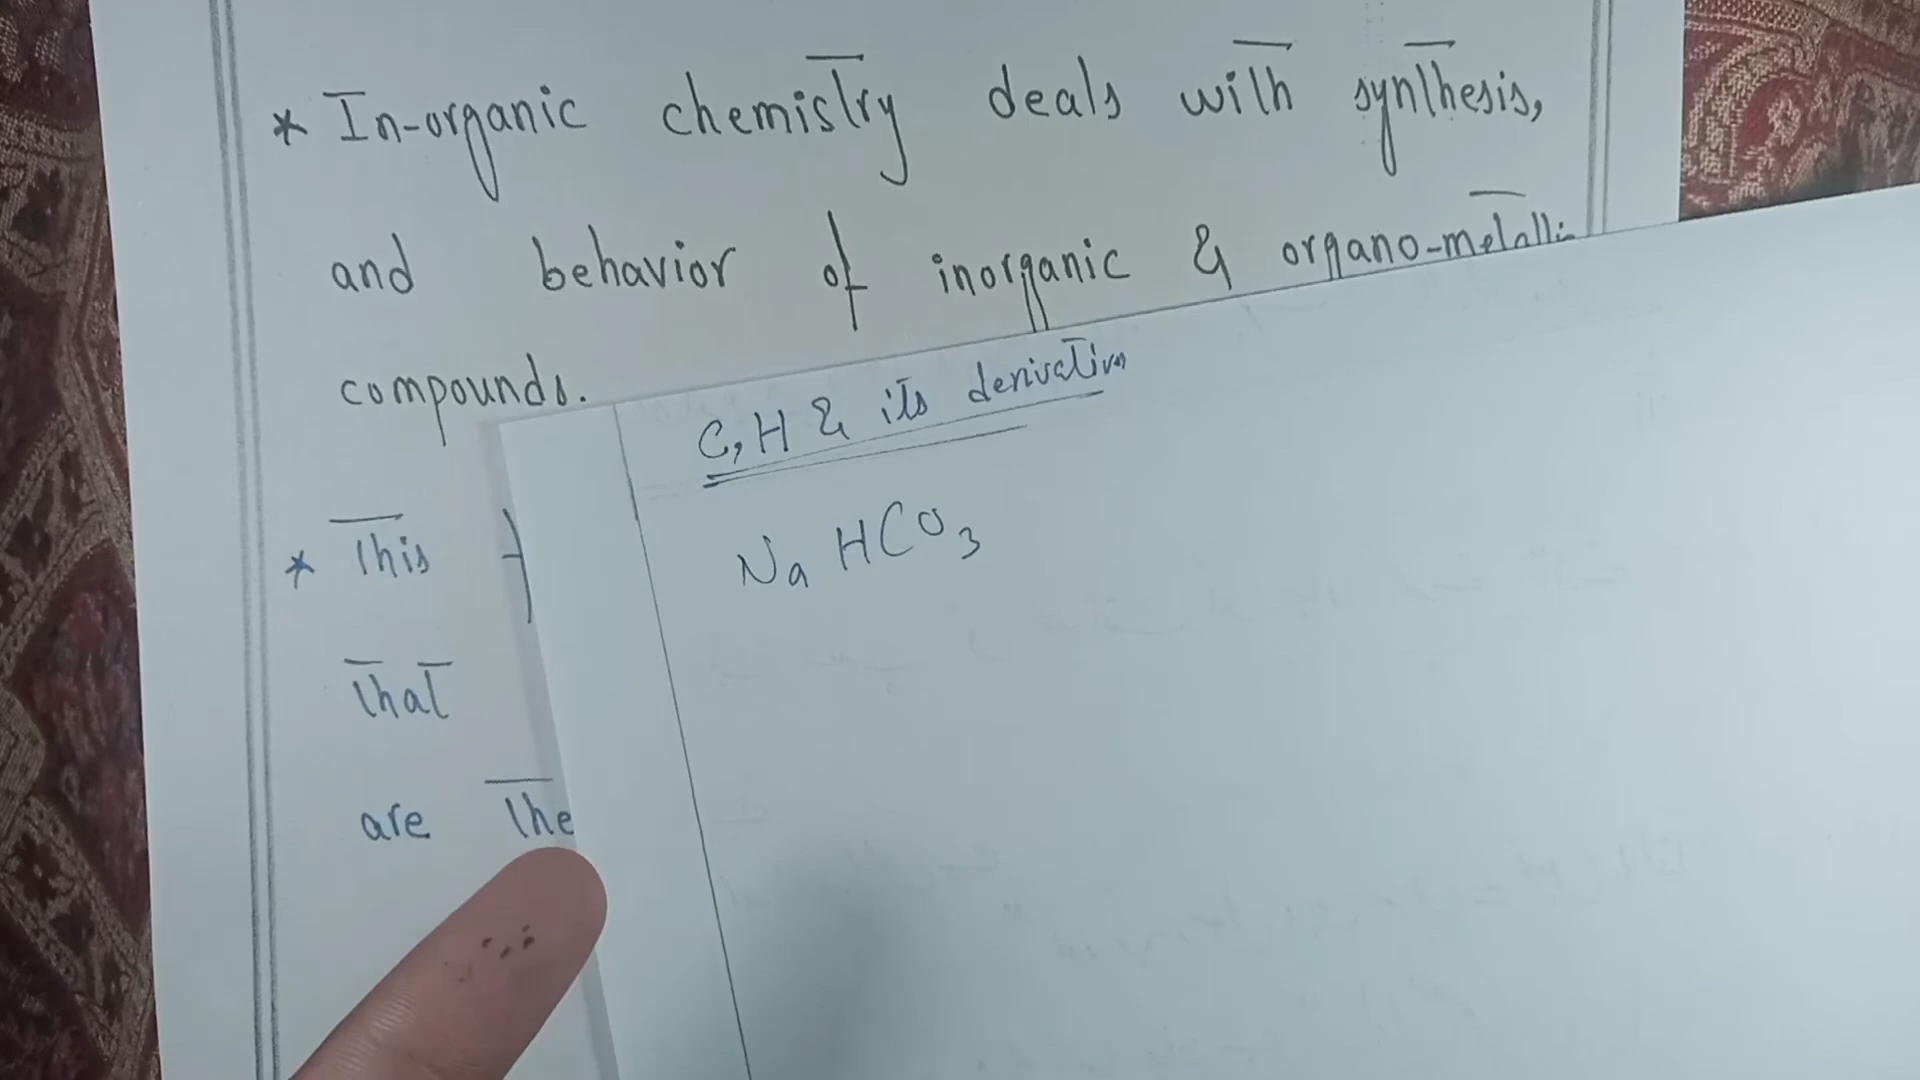 * In-organic chemistry deals with synthesis,
and behavior of inorganic & organo-metalli
compounds.
C, H & its derivatives
Na HCO3
* This
that
are the